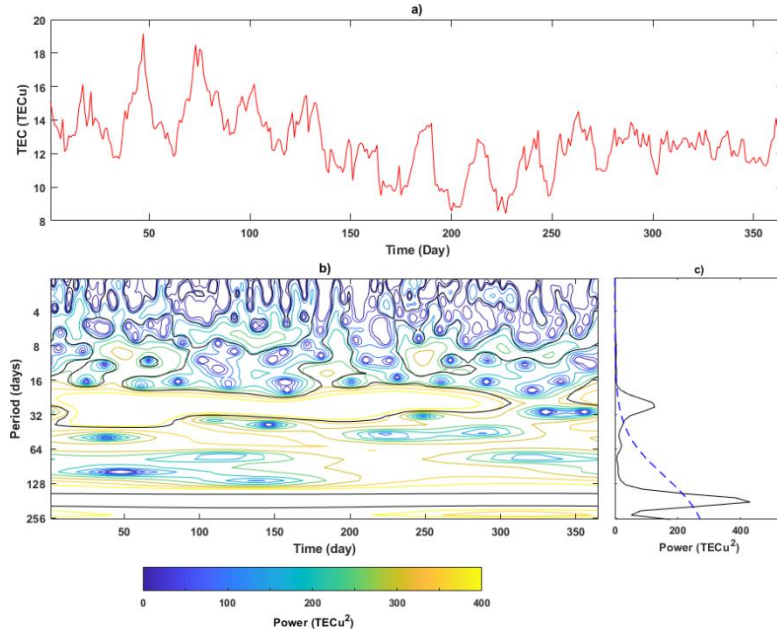 a)
20
18
16
14
12
10
8
TEC (TECu)
50 100 150 200 250 300 350
Time (Day)
b)
4
8
16
32
64
128
256
Period (days)
50 100 150 200 250 300 350
Time (day)
c)
0 200 400
Power (TECu²)
0 100 200 300 400
Power (TECu²)